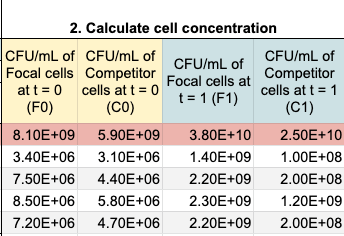 2. Calculate cell concentration
CFU/mL of Focal cells at t = 0 (F0) CFU/mL of Competitor cells at t = 0 (C0) CFU/mL of Focal cells at t = 1 (F1) CFU/mL of Competitor cells at t = 1 (C1)
8.10E+09 5.90E+09 3.80E+10 2.50E+10
3.40E+06 3.10E+06 1.40E+09 1.00E+08
7.50E+06 4.40E+06 2.20E+09 2.00E+08
8.50E+06 5.80E+06 2.30E+09 1.20E+09
7.20E+06 4.70E+06 2.20E+09 2.00E+08